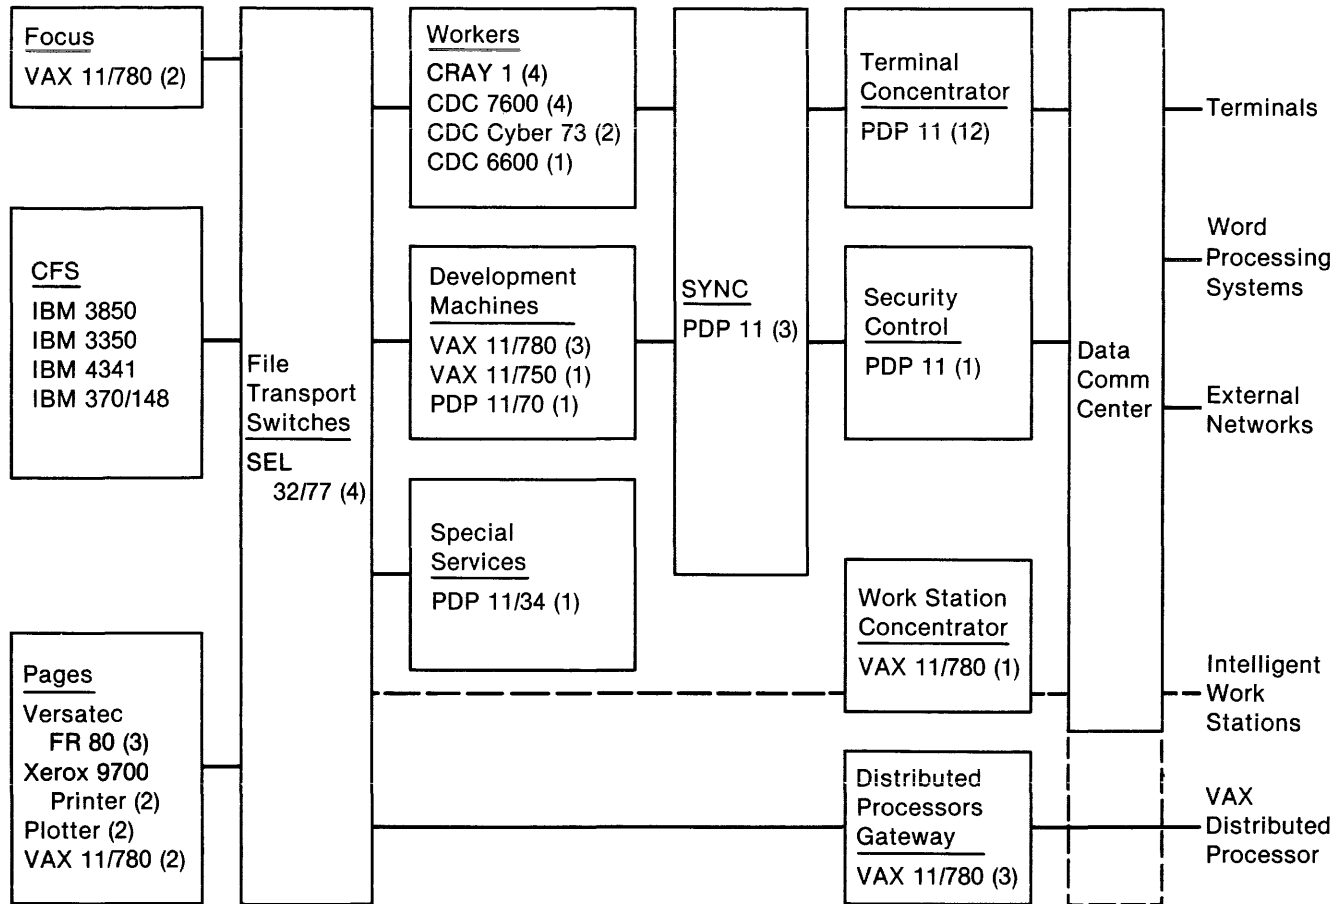 Focus
VAX 11/780 (2)
CFS
IBM 3850
IBM 3350
IBM 4341
IBM 370/148
Pages
Versatec
FR 80 (3)
Xerox 9700
Printer (2)
Plotter (2)
VAX 11/780 (2)
File
Transport
Switches
SEL
32/77 (4)
Workers
CRAY 1 (4)
CDC 7600 (4)
CDC Cyber 73 (2)
CDC 6600 (1)
Development
Machines
VAX 11/780 (3)
VAX 11/750 (1)
PDP 11/70 (1)
Special
Services
PDP 11/34 (1)
SYNC
PDP 11 (3)
Terminal
Concentrator
PDP 11 (12)
Security
Control
PDP 11 (1)
Work Station
Concentrator
VAX 11/780 (1)
Distributed
Processors
Gateway
VAX 11/780 (3)
Data
Comm
Center
Terminals
Word
Processing
Systems
External
Networks
Intelligent
Work
Stations
VAX
Distributed
Processor